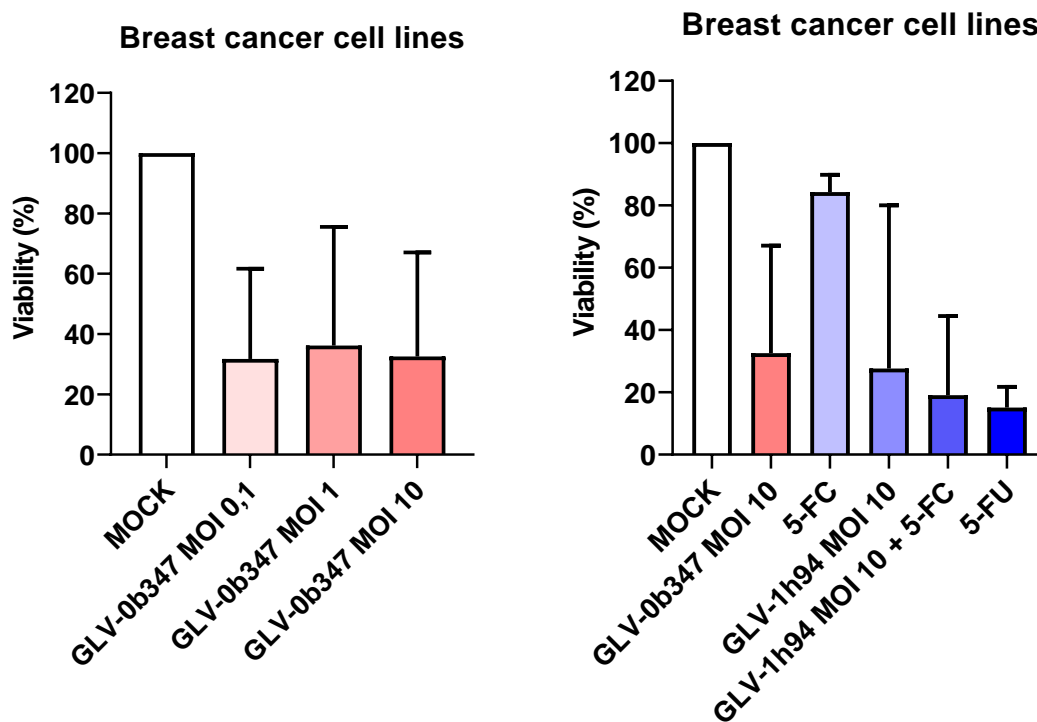 Breast cancer cell lines
Viability (%)
120
100
80
60
40
20
0
MOCK
GLV-0b347 MOI 0,1
GLV-0b347 MOI 1
GLV-0b347 MOI 10
Breast cancer cell lines
Viability (%)
120
100
80
60
40
20
0
MOCK
GLV-0b347 MOI 10
5-FC
GLV-1h94 MOI 10
GLV-1h94 MOI 10 + 5-FC
5-FU